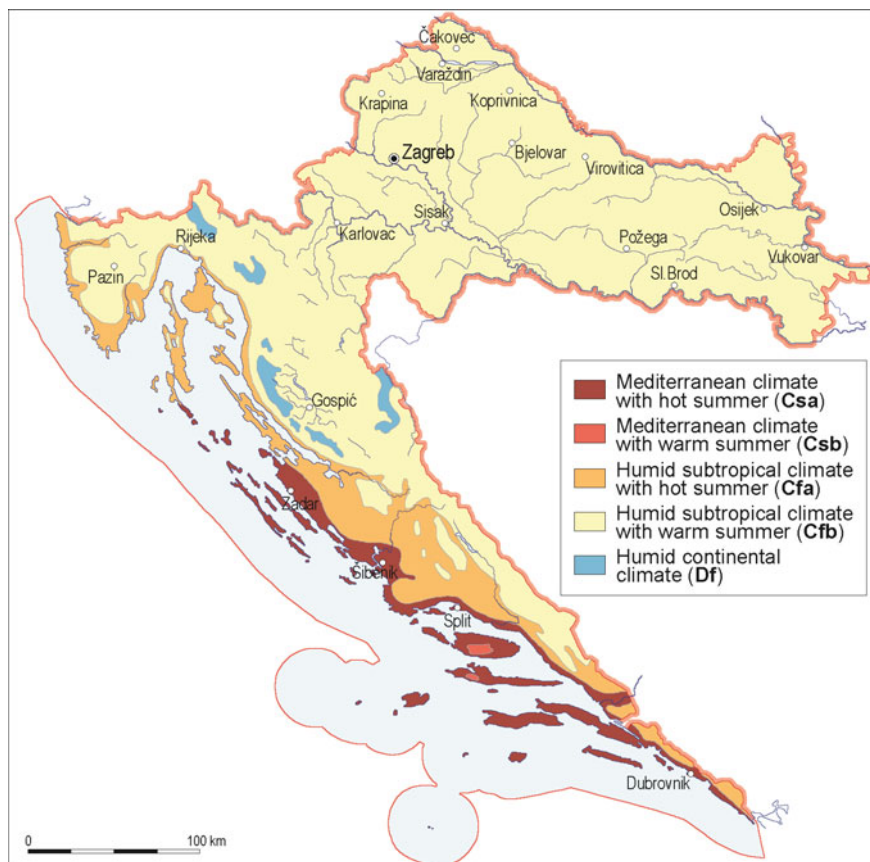 Čakovec
Varaždin
Krapina
Koprivnica
Zagreb
Bjelovar
Virovitica
Sisak
Osijek
Karlovac
Rijeka
Požega
Vukovar
Pazin
Sl.Brod
Gospić
Zadar
Šibenik
Split
Dubrovnik
Mediterranean climate
with hot summer (Csa)
Mediterranean climate
with warm summer (Csb)
Humid subtropical climate
with hot summer (Cfa)
Humid subtropical climate
with warm summer (Cfb)
Humid continental
climate (Df)
0 100 km